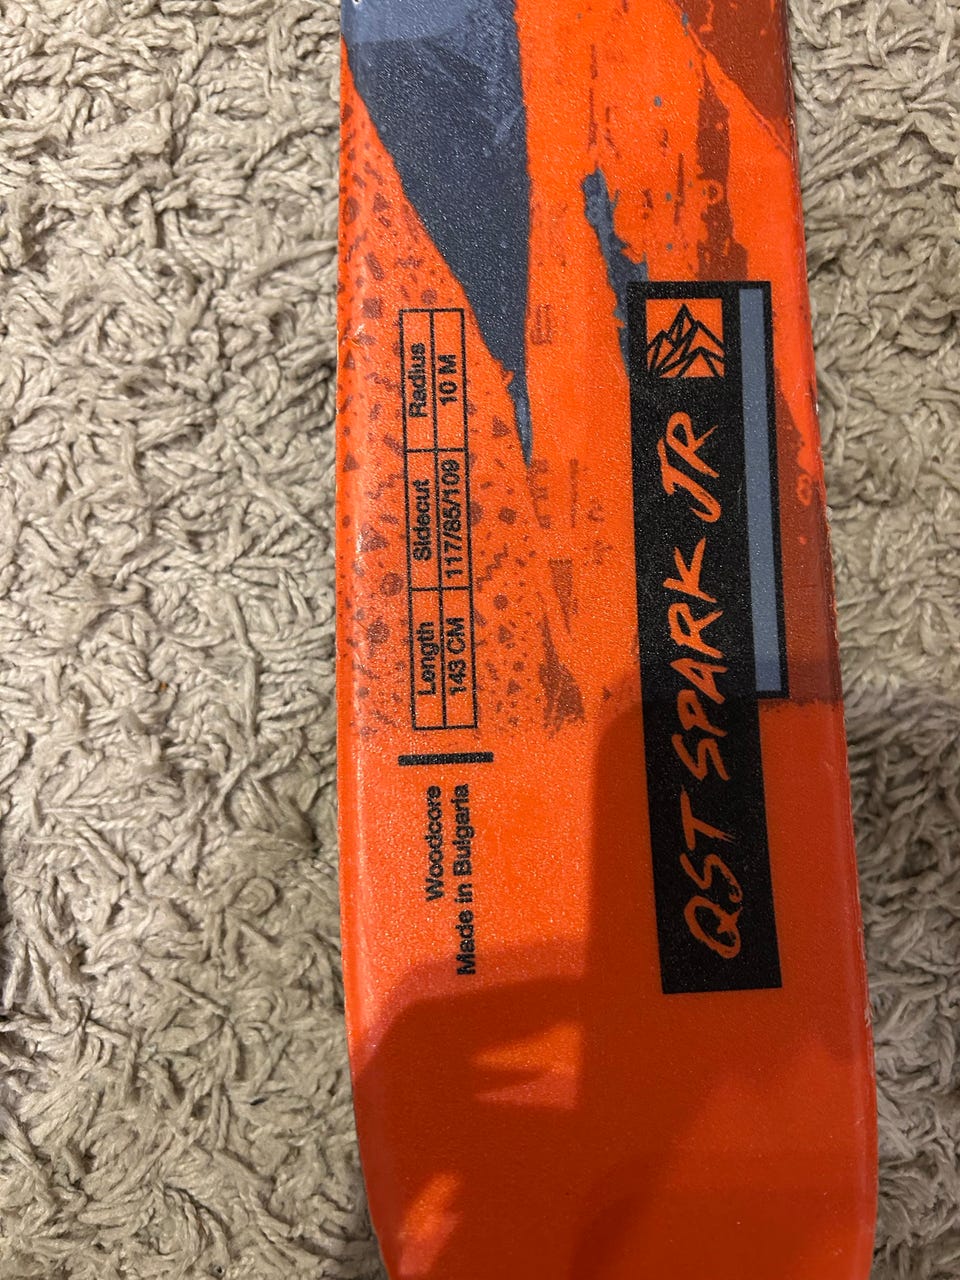 Length Sidecut Radius
143 CM 117/85/109 10 M
Woodcore
Made in Bulgaria
QST SPARK JR